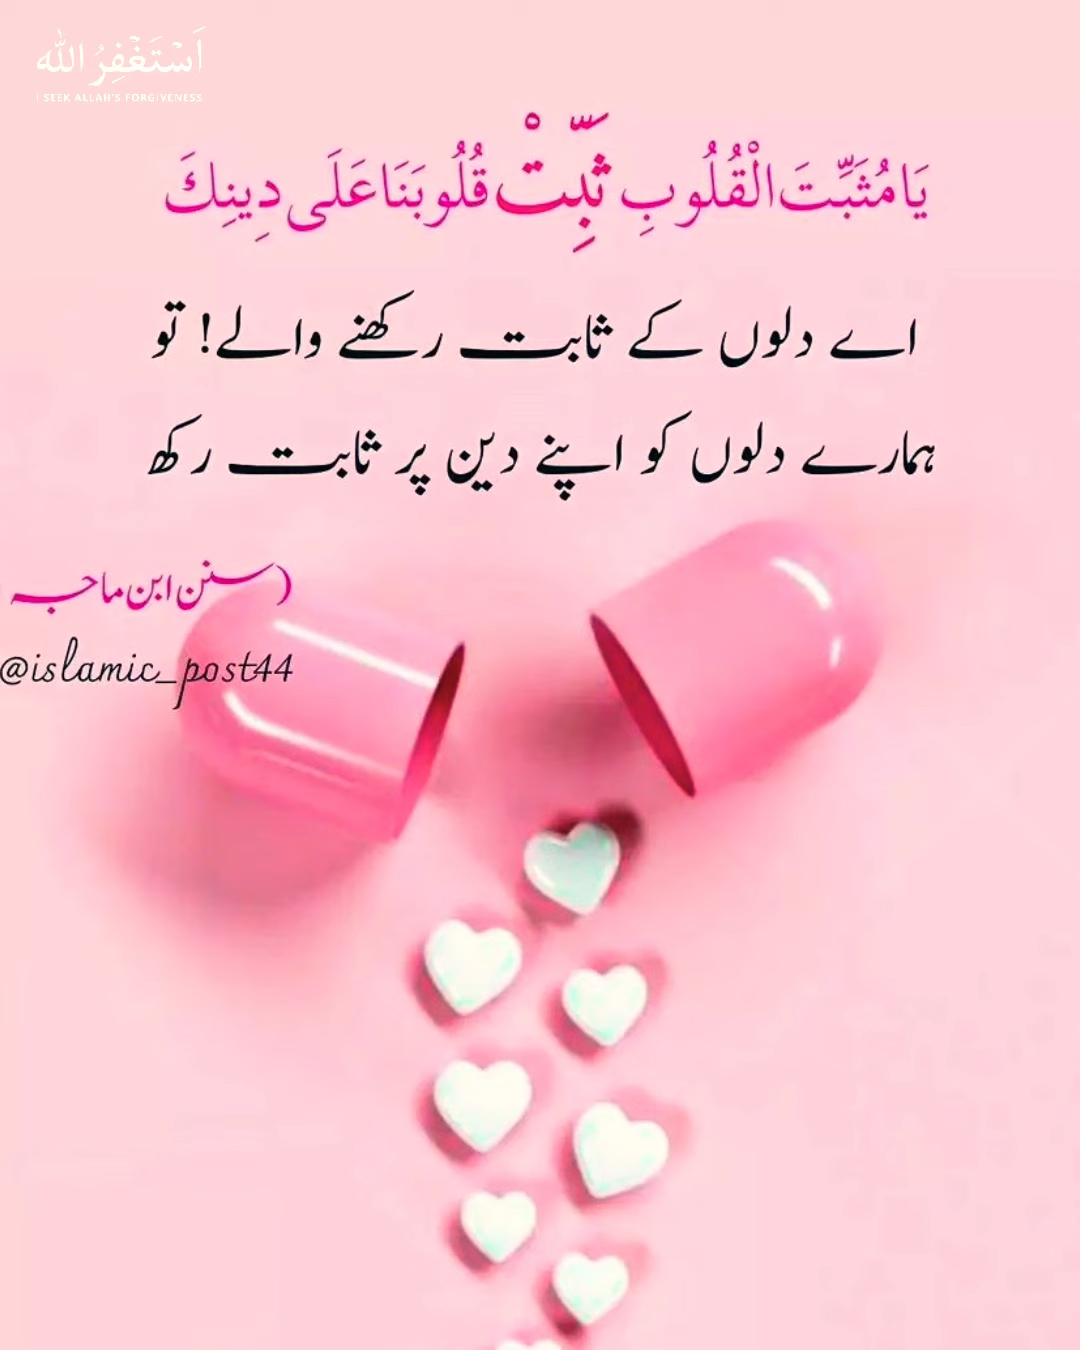 اَسْتَغْفِرُ اللّٰه
I SEEK ALLAH'S FORGIVENESS
يَا مُثَبِّتَ الْقُلُوبِ ثَبِّتْ قُلُوبَنَا عَلَى دِينِكَ
اے دلوں کے ثابت رکھنے والے! تو
ہمارے دلوں کو اپنے دین پر ثابت رکھ
(سنن ابن ماجہ
@islamic_post44